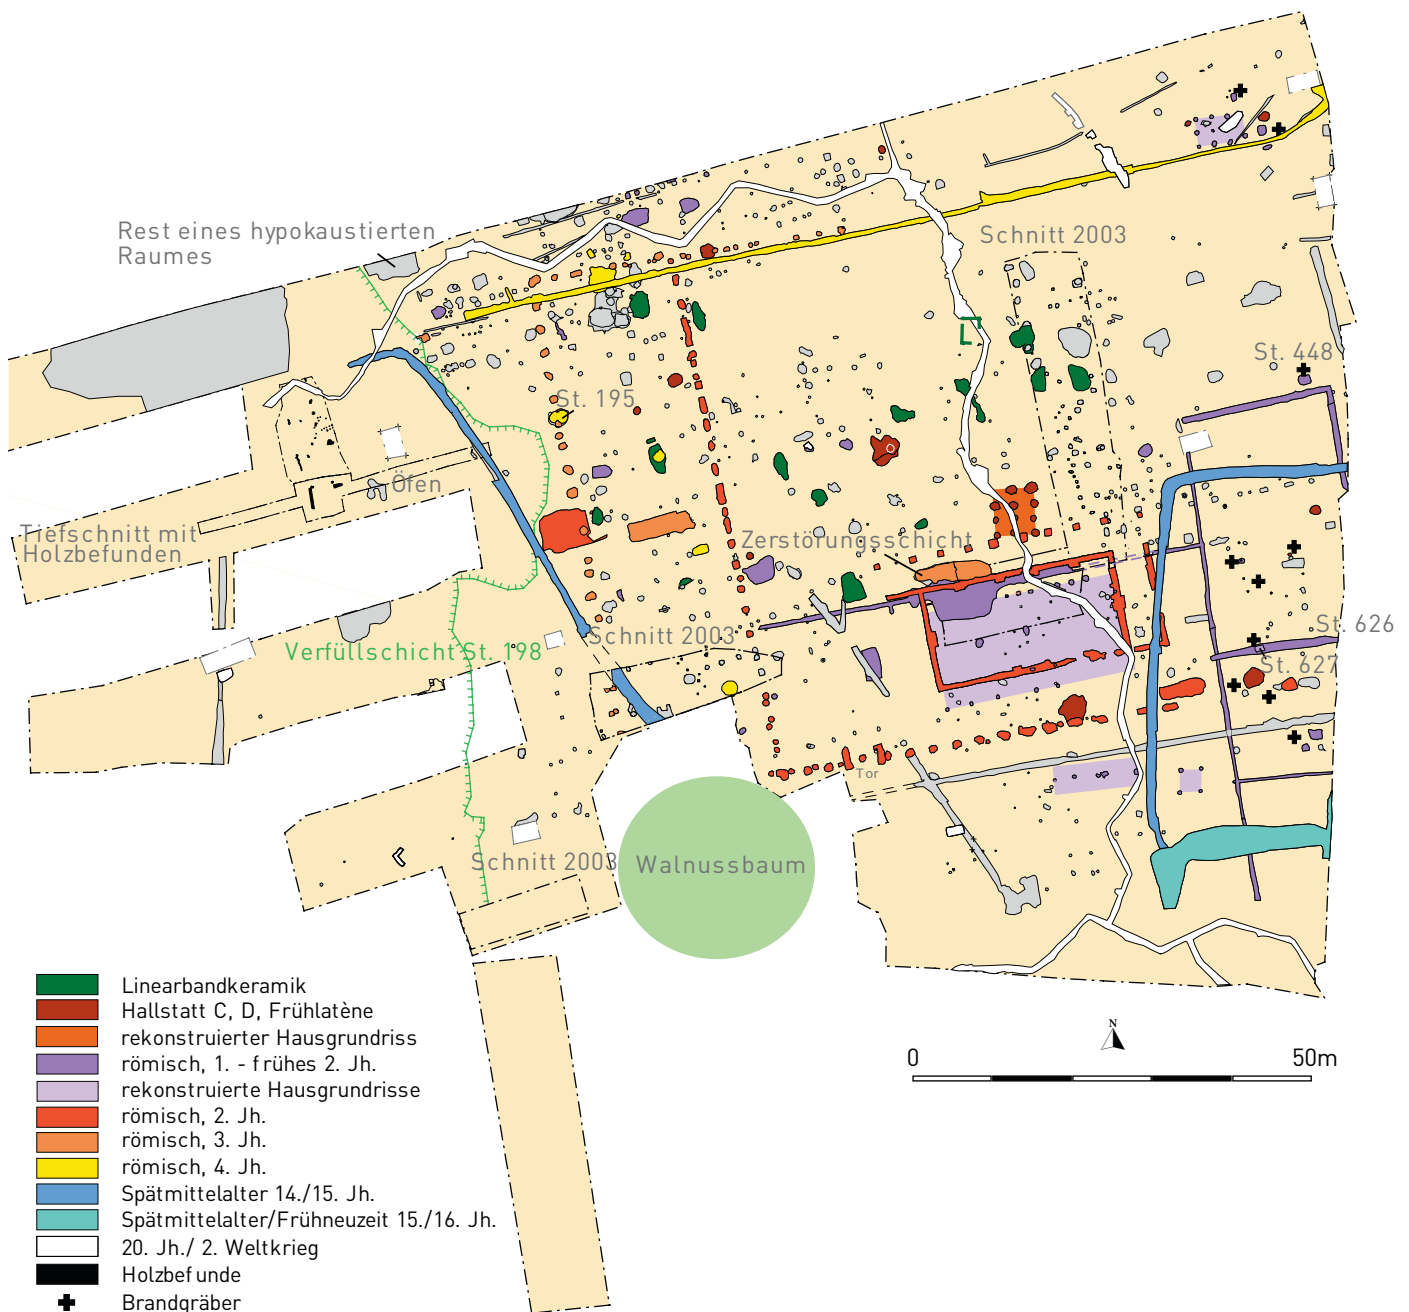 Rest eines hypokaustierten
Raumes
Schnitt 2003
St. 448
St. 195
Öfen
Tiefschnitt mit
Holzbefunden
Zerstörungsschicht
St. 626
Schnitt 2003
Verfüllschicht St. 198
St. 627
Tor
Schnitt 2003
Walnussbaum
Linearbandkeramik
Hallstatt C, D, Frühlatène
rekonstruierter Hausgrundriss
römisch, 1. - frühes 2. Jh.
rekonstruierte Hausgrundrisse
römisch, 2. Jh.
römisch, 3. Jh.
römisch, 4. Jh.
Spätmittelalter 14./15. Jh.
Spätmittelalter/Frühneuzeit 15./16. Jh.
20. Jh./ 2. Weltkrieg
Holzbefunde
Brandgräber
N
0 50m